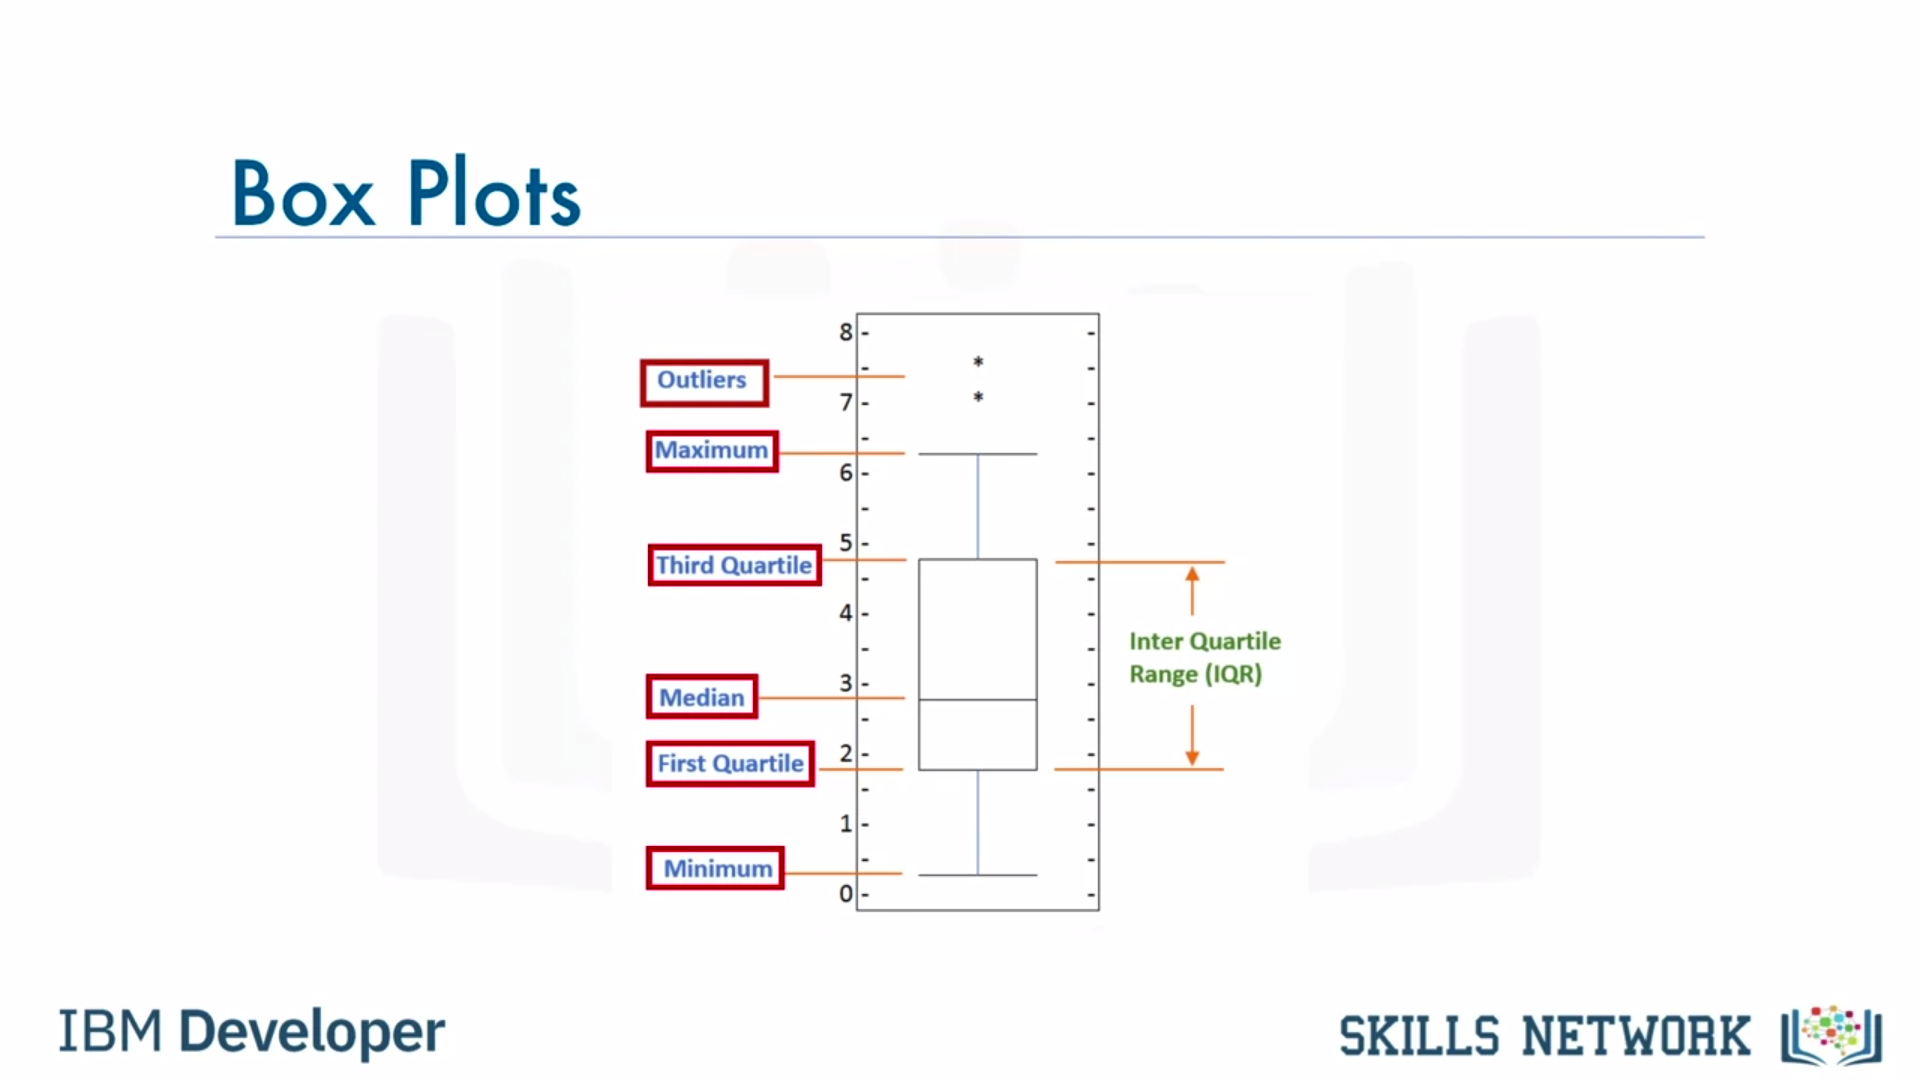 Box Plots
8
*
Outliers
*
7
Maximum
6
5
Third Quartile
4
Inter Quartile
Range (IQR)
3
Median
2
First Quartile
1
Minimum
0
IBM Developer
SKILLS NETWORK